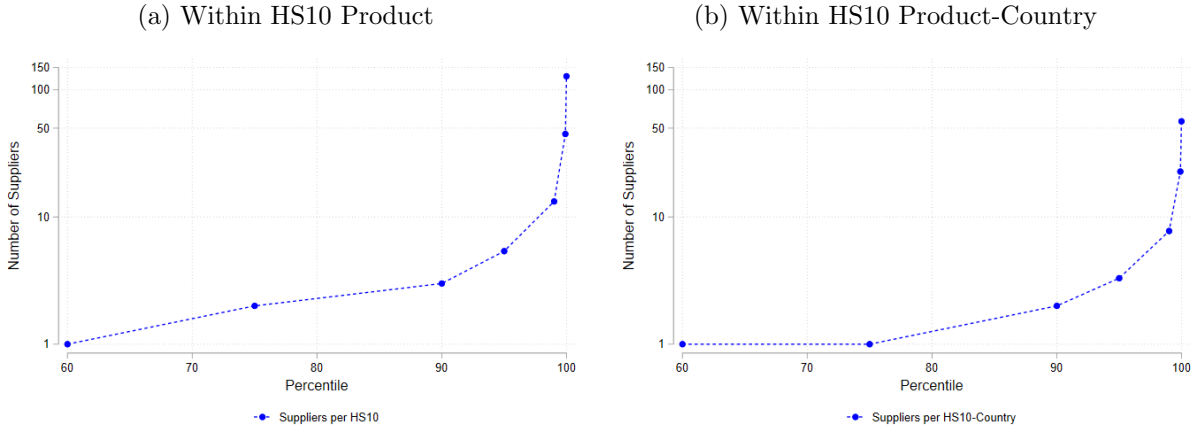 (a) Within HS10 Product
150
100
50
10
1
Number of Suppliers
60 70 80 90 100
Percentile
Suppliers per HS10
(b) Within HS10 Product-Country
150
100
50
10
1
Number of Suppliers
60 70 80 90 100
Percentile
Suppliers per HS10-Country